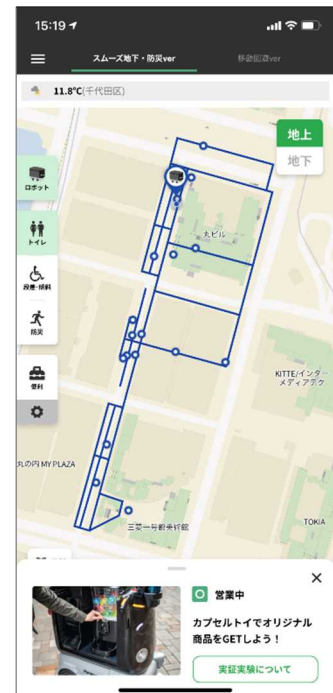 15:19
スムーズ地下・防災ver
移動回遊ver
11.8℃(千代田区)
地上
地下
ロボット
トイレ
段差・傾斜
防災
便利
丸ビル
KITTE/インター
メディアテク
丸の内 MY PLAZA
三菱一号館美術館
TOKIA
営業中
カプセルトイでオリジナル
商品をGETしよう！
実証実験について